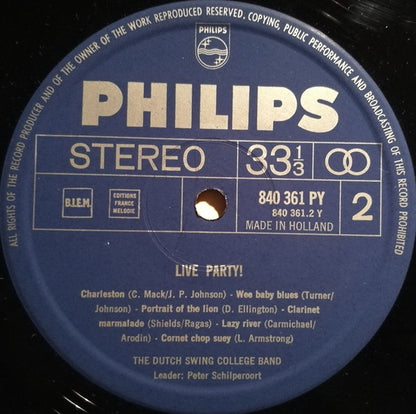 ALL RIGHTS OF THE RECORD PRODUCER AND OF THE OWNER OF THE WORK REPRODUCED RESERVED. COPYING, PUBLIC PERFORMANCE AND BROADCASTING OF THIS RECORD PROHIBITED
PHILIPS
PHILIPS
STEREO 33 1/3
B.I.E.M.
EDITIONS
FRANCE
MELODIE
840 361 PY
840 361.2 Y
MADE IN HOLLAND
2
LIVE PARTY!
Charleston (C. Mack/J. P. Johnson) - Wee baby blues (Turner/
Johnson) - Portrait of the lion (D. Ellington) - Clarinet
marmalade (Shields/Ragas) - Lazy river (Carmichael/
Arodin) - Cornet chop suey (L. Armstrong)
THE DUTCH SWING COLLEGE BAND
Leader: Peter Schilperoort